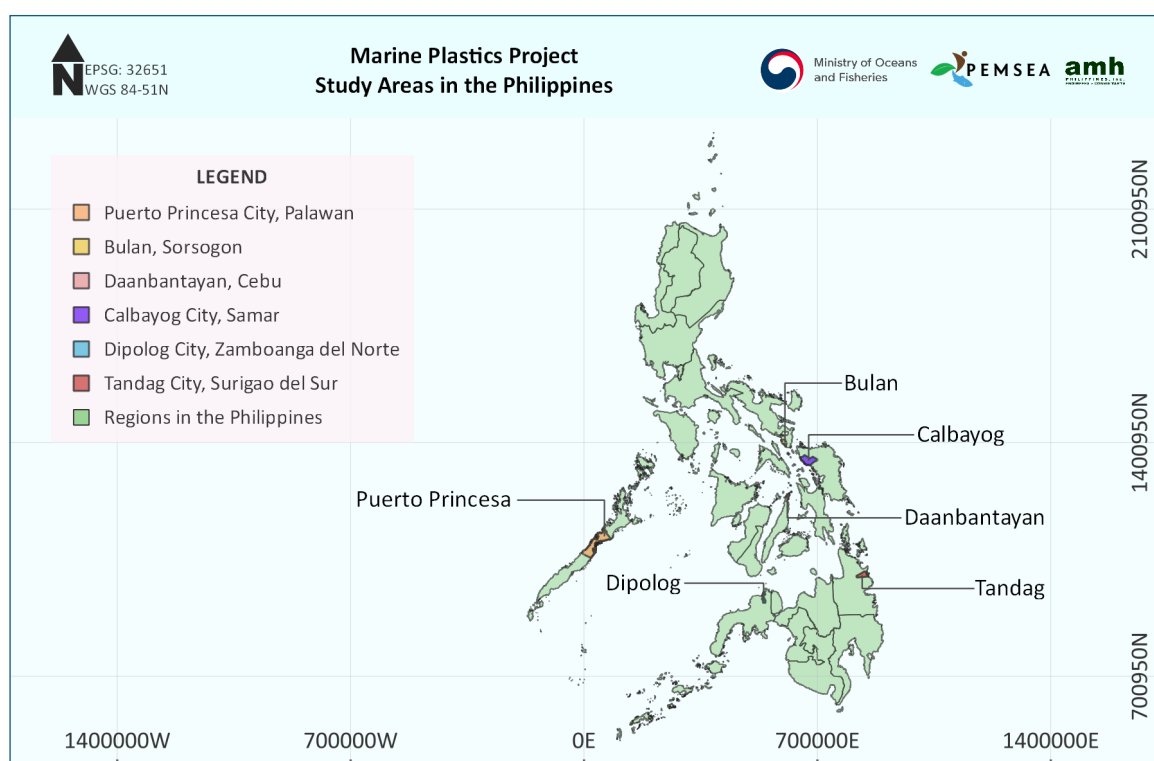 Marine Plastics Project
Study Areas in the Philippines
N
EPSG: 32651
WGS 84-51N
Ministry of Oceans
and Fisheries
PEMSEA
amh
PHILIPPINES, INC.
LEGEND
Puerto Princesa City, Palawan
Bulan, Sorsogon
Daanbantayan, Cebu
Calbayog City, Samar
Dipolog City, Zamboanga del Norte
Tandag City, Surigao del Sur
Regions in the Philippines
Bulan
Calbayog
Puerto Princesa
Daanbantayan
Dipolog
Tandag
2100950N
1400950N
700950N
1400000W
700000W
0E
700000E
1400000E